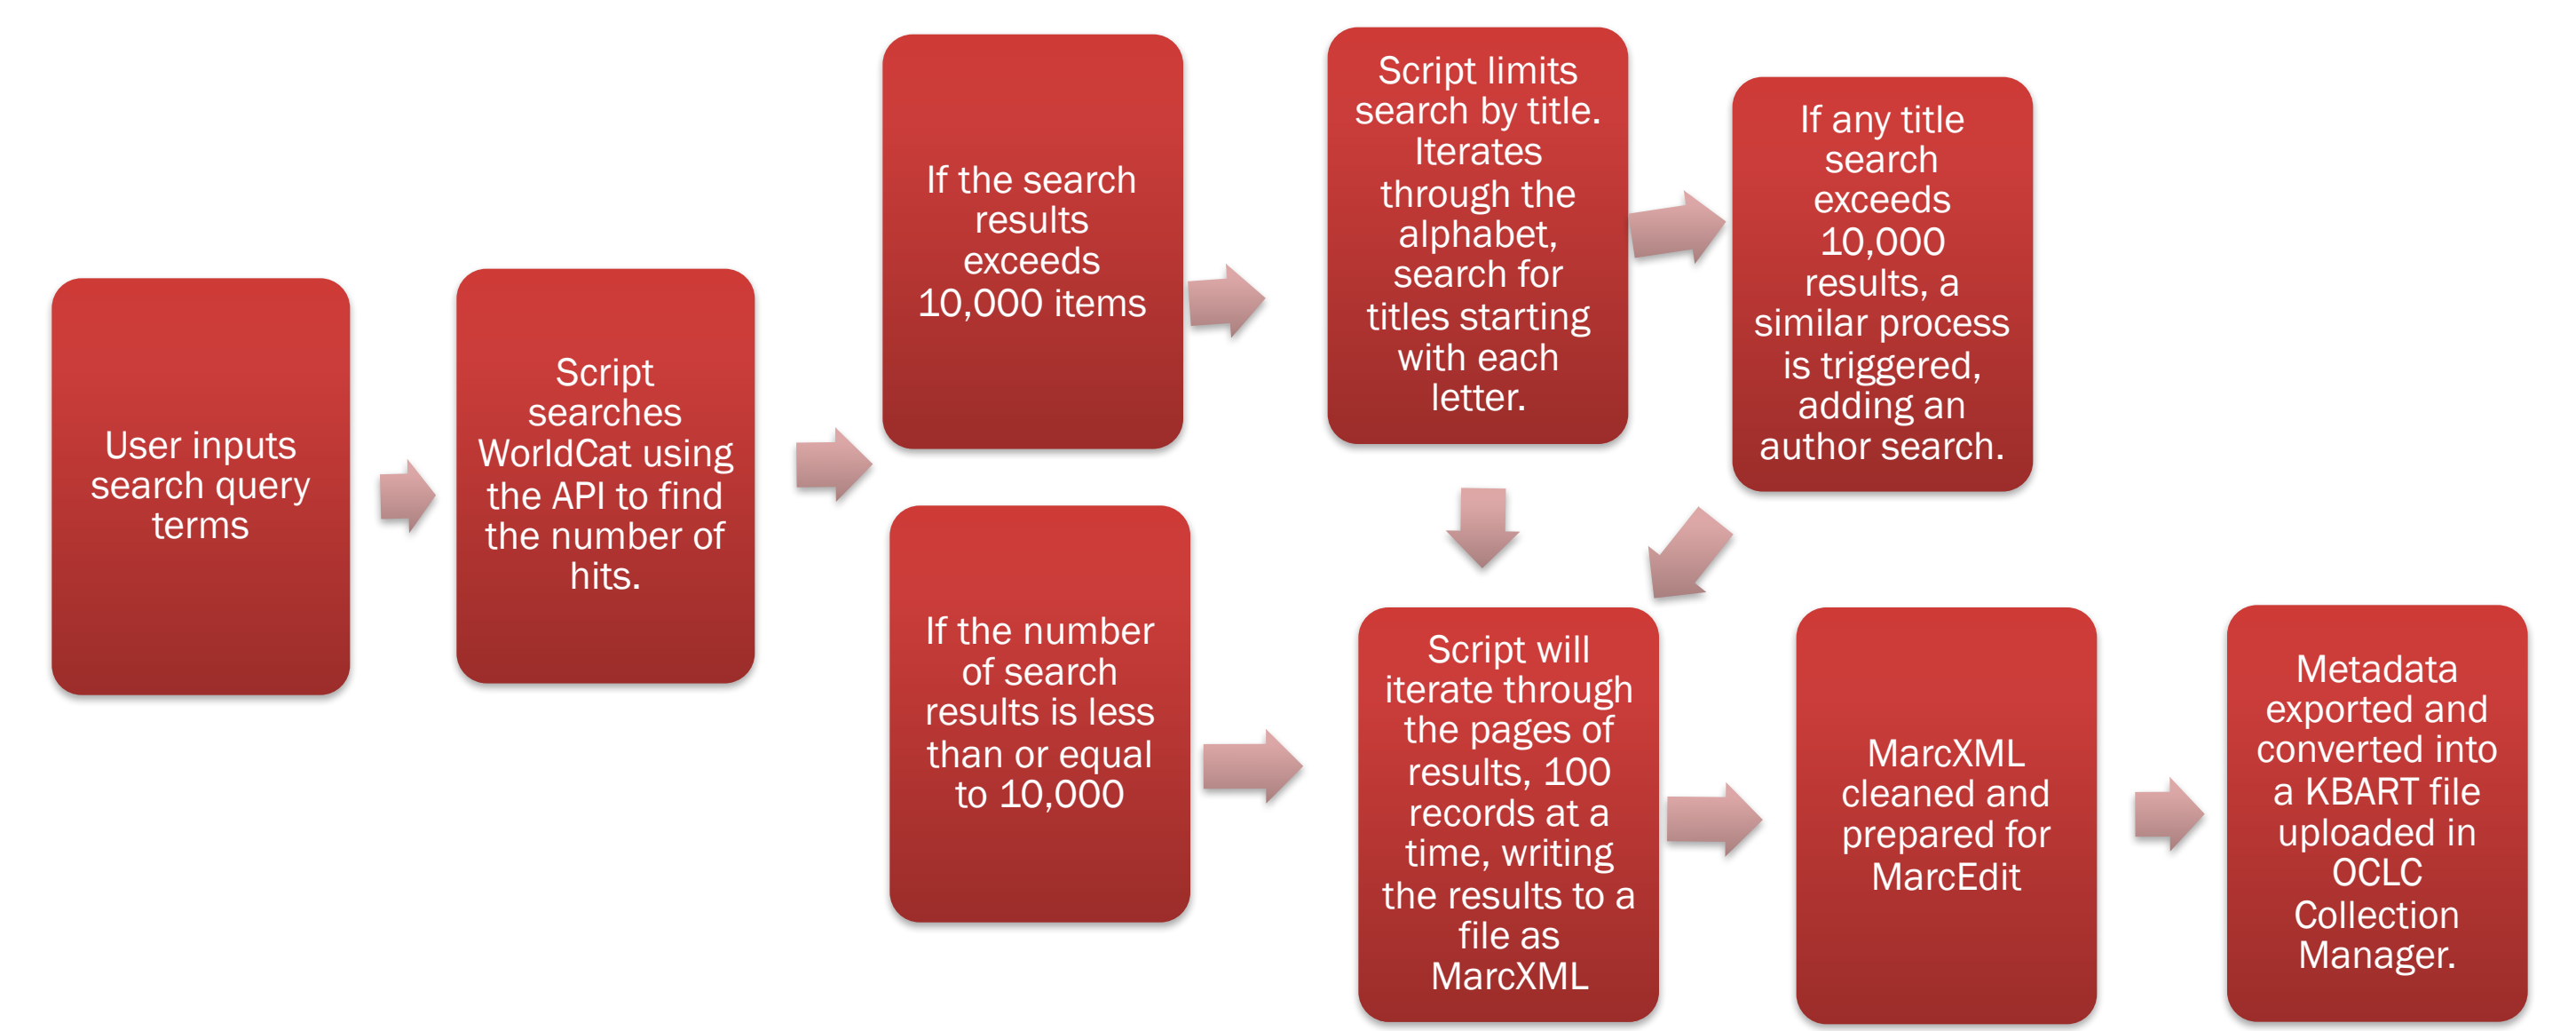 User inputs
search query
terms
Script
searches
WorldCat using
the API to find
the number of
hits.
If the search
results
exceeds
10,000 items
If the number
of search
results is less
than or equal
to 10,000
Script limits
search by title.
Iterates
through the
alphabet,
search for
titles starting
with each
letter.
If any title
search
exceeds
10,000
results, a
similar process
is triggered,
adding an
author search.
Script will
iterate through
the pages of
results, 100
records at a
time, writing
the results to a
file as
MarcXML
MarcXML
cleaned and
prepared for
MarcEdit
Metadata
exported and
converted into
a KBART file
uploaded in
OCLC
Collection
Manager.